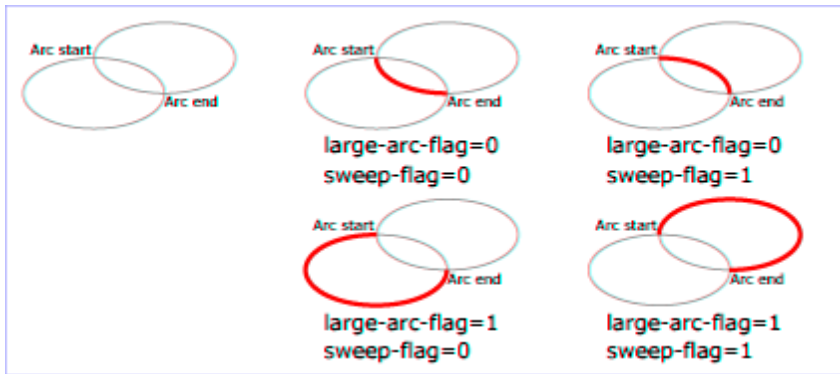 Arc start
Arc end
Arc start
Arc end
large-arc-flag=0
sweep-flag=0
Arc start
Arc end
large-arc-flag=0
sweep-flag=1
Arc start
Arc end
large-arc-flag=1
sweep-flag=0
Arc start
Arc end
large-arc-flag=1
sweep-flag=1